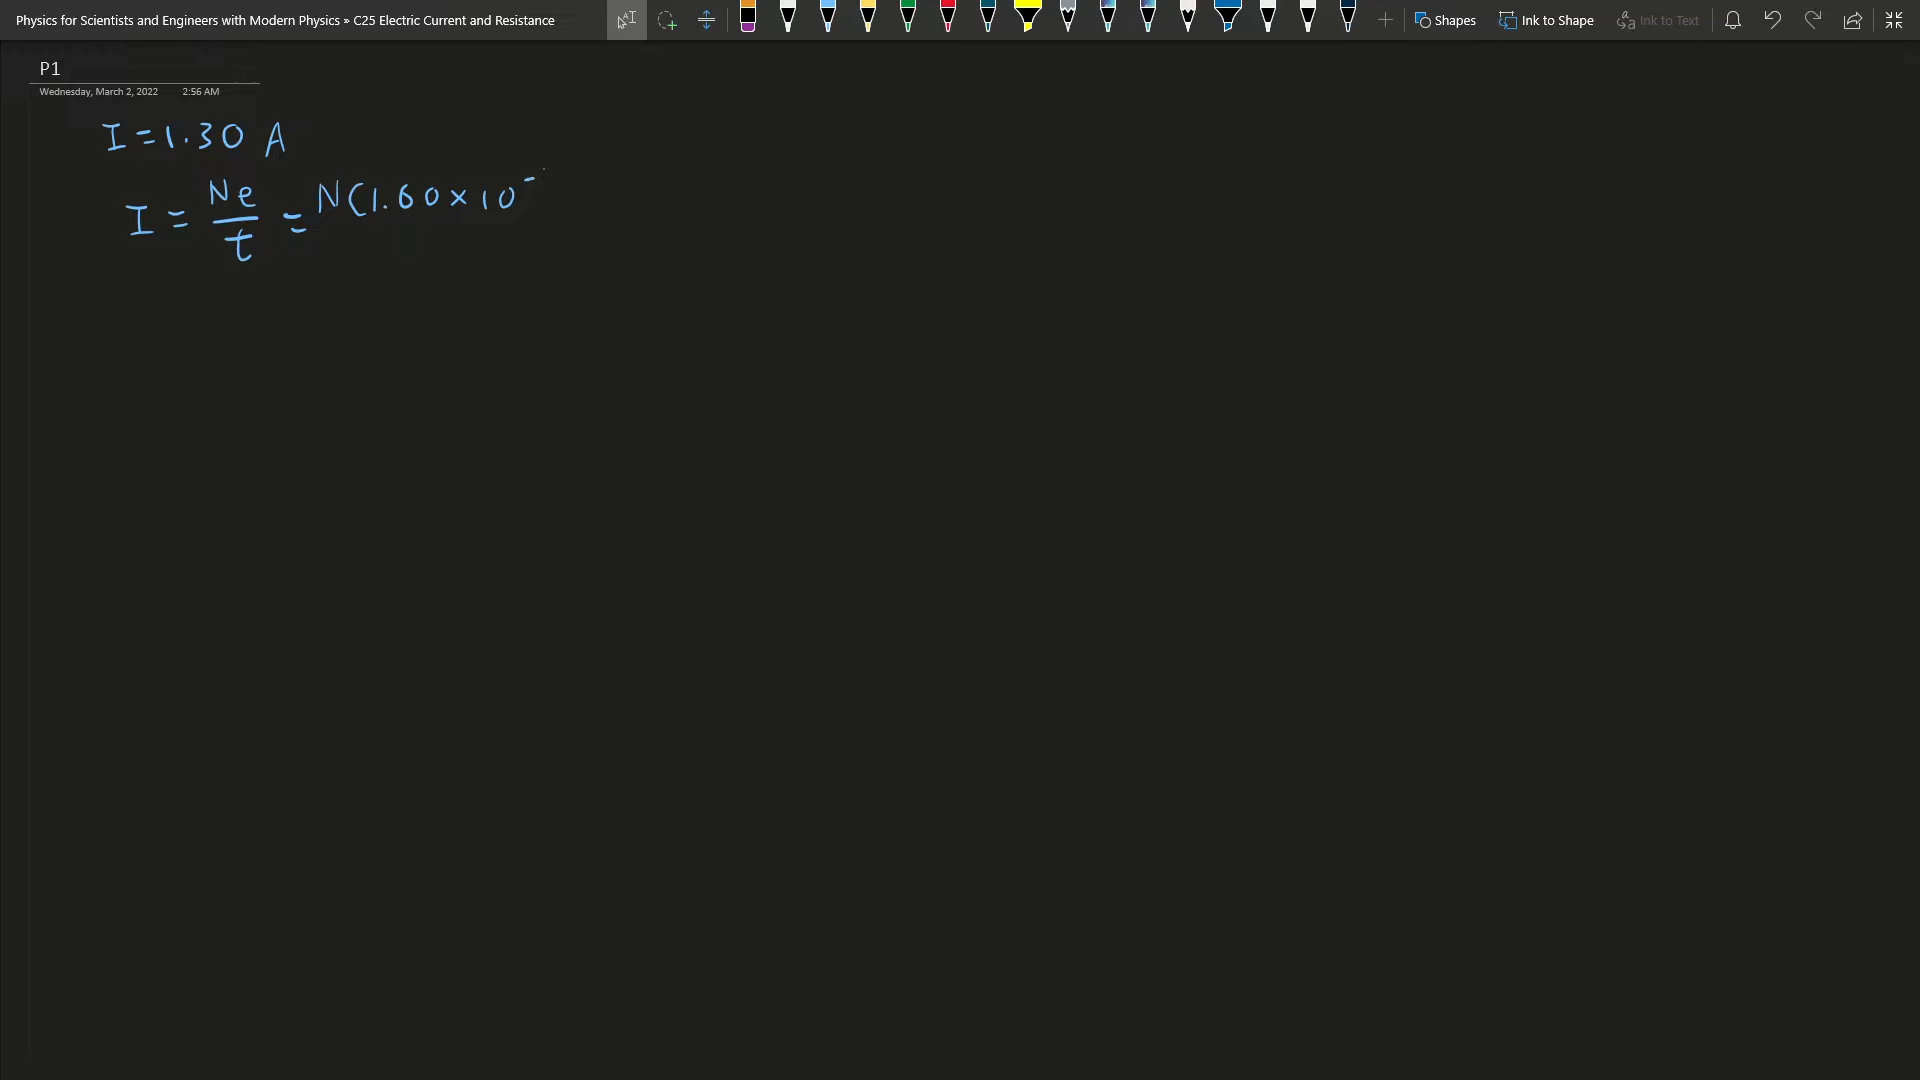 Physics for Scientists and Engineers with Modern Physics » C25 Electric Current and Resistance
Shapes
Ink to Shape
Ink to Text
P1
Wednesday, March 2, 2022 2:56 AM
I = 1.30 A
I = Ne/t = N(1.60 × 10⁻